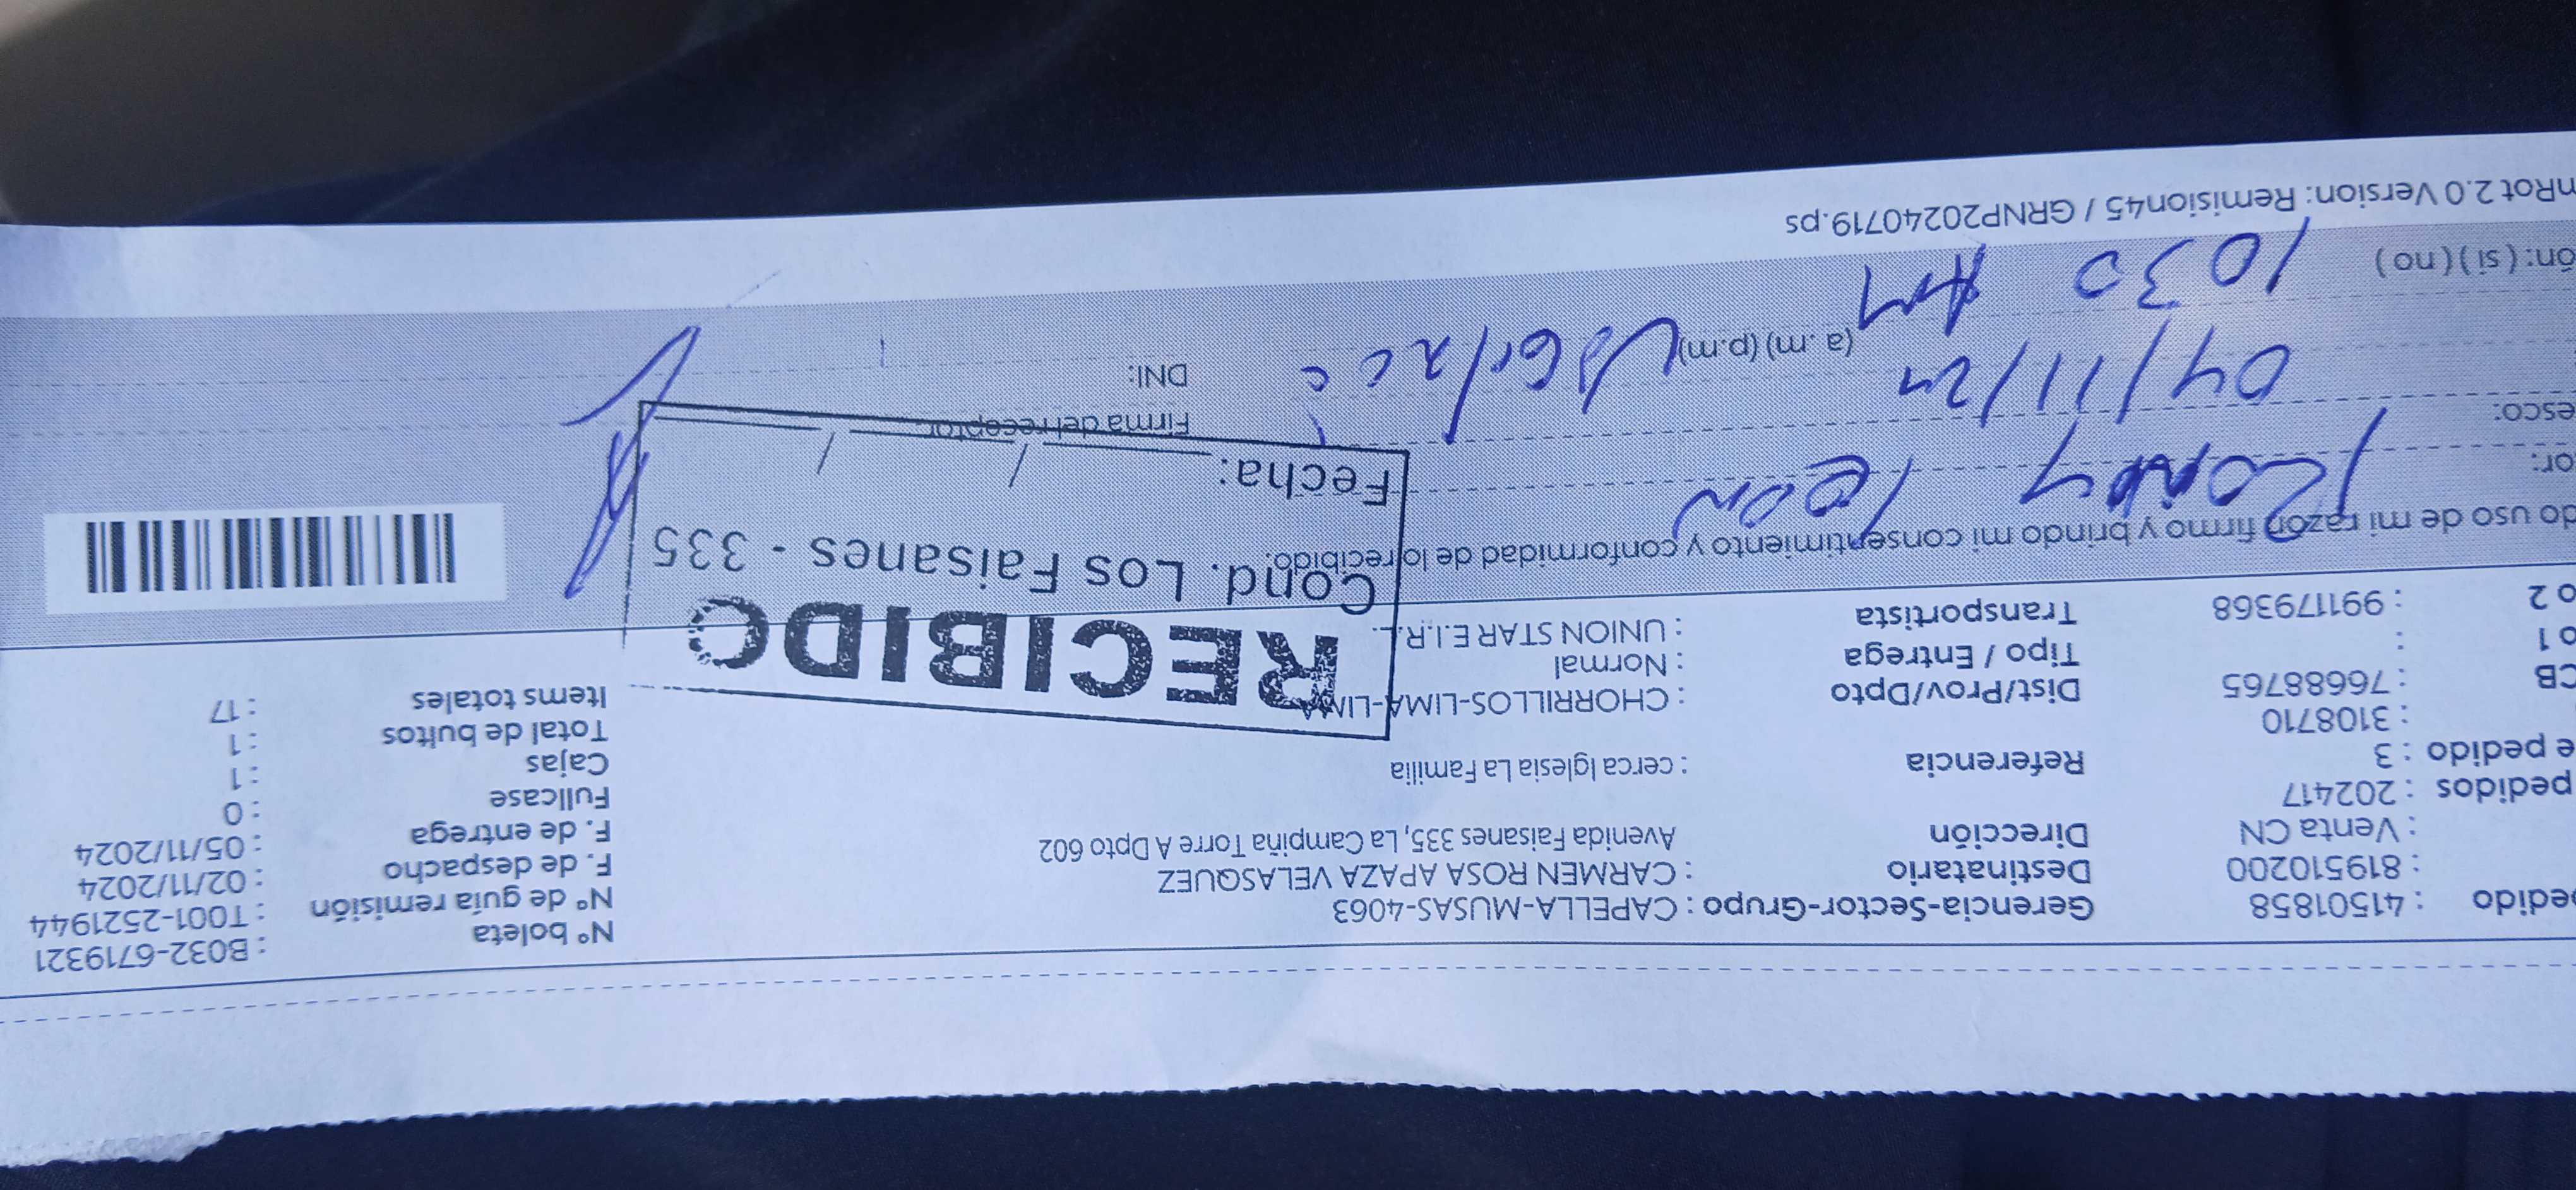 pedido : 41501858 Gerencia-Sector-Grupo : CAPELLA-MUSAS-4063 N° boleta : B032-6719321
: 819510200 Destinatario : CARMEN ROSA APAZA VELASQUEZ N° de guía remisión : T001-2521944
: Venta CN Dirección Avenida Faisanes 335, La Campiña Torre A Dpto 602 F. de despacho : 02/11/2024
pedidos : 202417 F. de entrega : 05/11/2024
e pedido : 3 Referencia : cerca Iglesia La Familia Fullcase : 0
: 3108710 Cajas : 1
CB : 76688765 Dist/Prov/Dpto : CHORRILLOS-LIMA-LIMA Total de bultos : 1
o 1 : Tipo / Entrega : Normal Items totales : 17
o 2 : 991179368 Transportista : UNION STAR E.I.R.L.
RECIBIDO
Cond. Los Faisanes - 335
Fecha: / /
do uso de mi razón firmo y brindo mi consentimiento y conformidad de lo recibido.
or: Rony León
esco: Firma del receptor:
04/11/24 (a.m) (p.m) DNI:
ón: ( si ) ( no ) 1030 AM
nRot 2.0 Version: Remision45 / GRNP20240719.ps